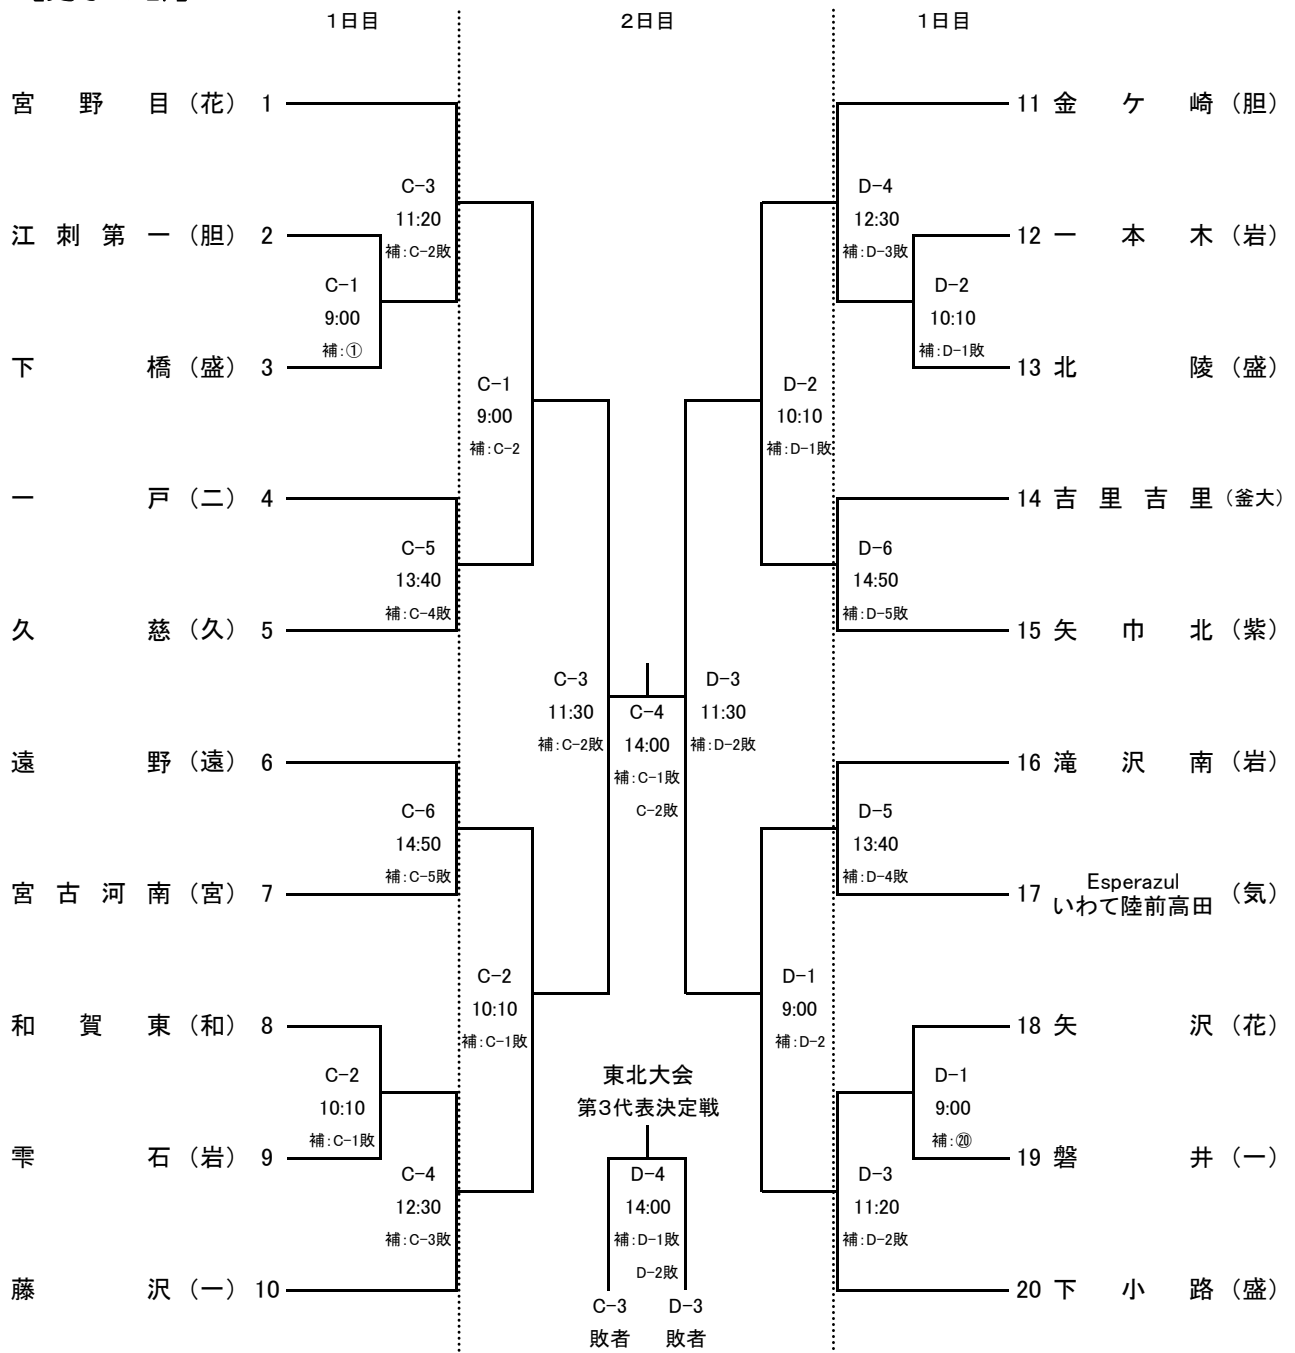 1日目 2日目 1日目
宮野目（花） 1
11 金ケ崎（胆）
C-3
11:20
補：C-2敗
D-4
12:30
補：D-3敗
江刺第一（胆） 2
12 一本木（岩）
C-1
9:00
補：①
D-2
10:10
補：D-1敗
下橋（盛） 3
13 北陵（盛）
C-1
9:00
補：C-2
D-2
10:10
補：D-1敗
一戸（二） 4
14 吉里吉里（釜大）
C-5
13:40
補：C-4敗
D-6
14:50
補：D-5敗
久慈（久） 5
15 矢巾北（紫）
C-3
11:30
補：C-2敗
C-4
14:00
補：C-1敗
C-2敗
D-3
11:30
補：D-2敗
遠野（遠） 6
16 滝沢南（岩）
C-6
14:50
補：C-5敗
D-5
13:40
補：D-4敗
宮古河南（宮） 7
17 Esperazul
いわて陸前高田（気）
C-2
10:10
補：C-1敗
D-1
9:00
補：D-2
和賀東（和） 8
18 矢沢（花）
C-2
10:10
補：C-1敗
D-1
9:00
補：⑳
雫石（岩） 9
19 磐井（一）
C-4
12:30
補：C-3敗
D-3
11:20
補：D-2敗
藤沢（一） 10
20 下小路（盛）
東北大会
第3代表決定戦
D-4
14:00
補：D-1敗
D-2敗
C-3 D-3
敗者 敗者